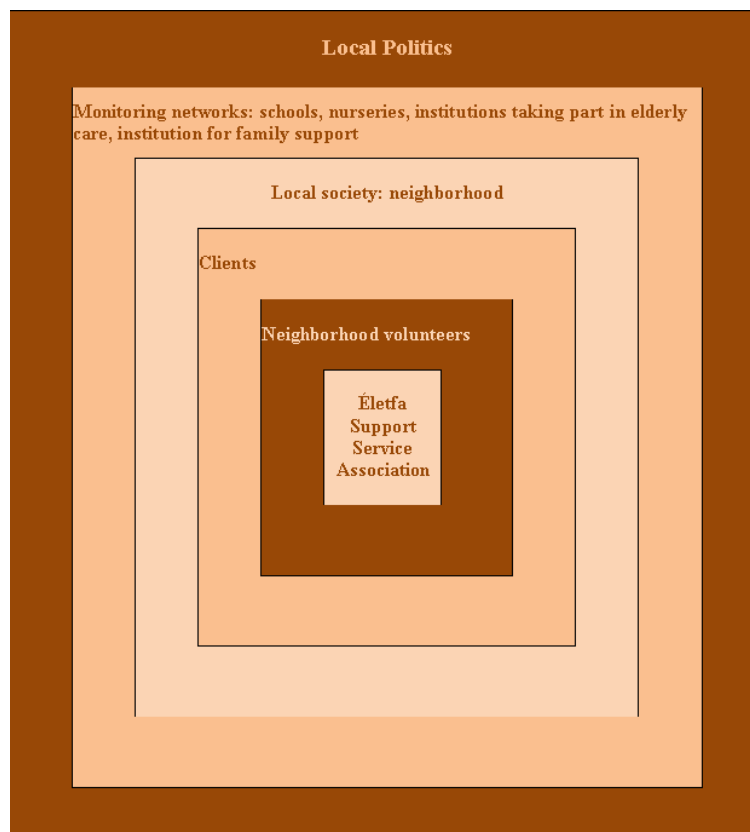 Local Politics
Monitoring networks: schools, nurseries, institutions taking part in elderly
care, institution for family support
Local society: neighborhood
Clients
Neighborhood volunteers
Életfa
Support
Service
Association